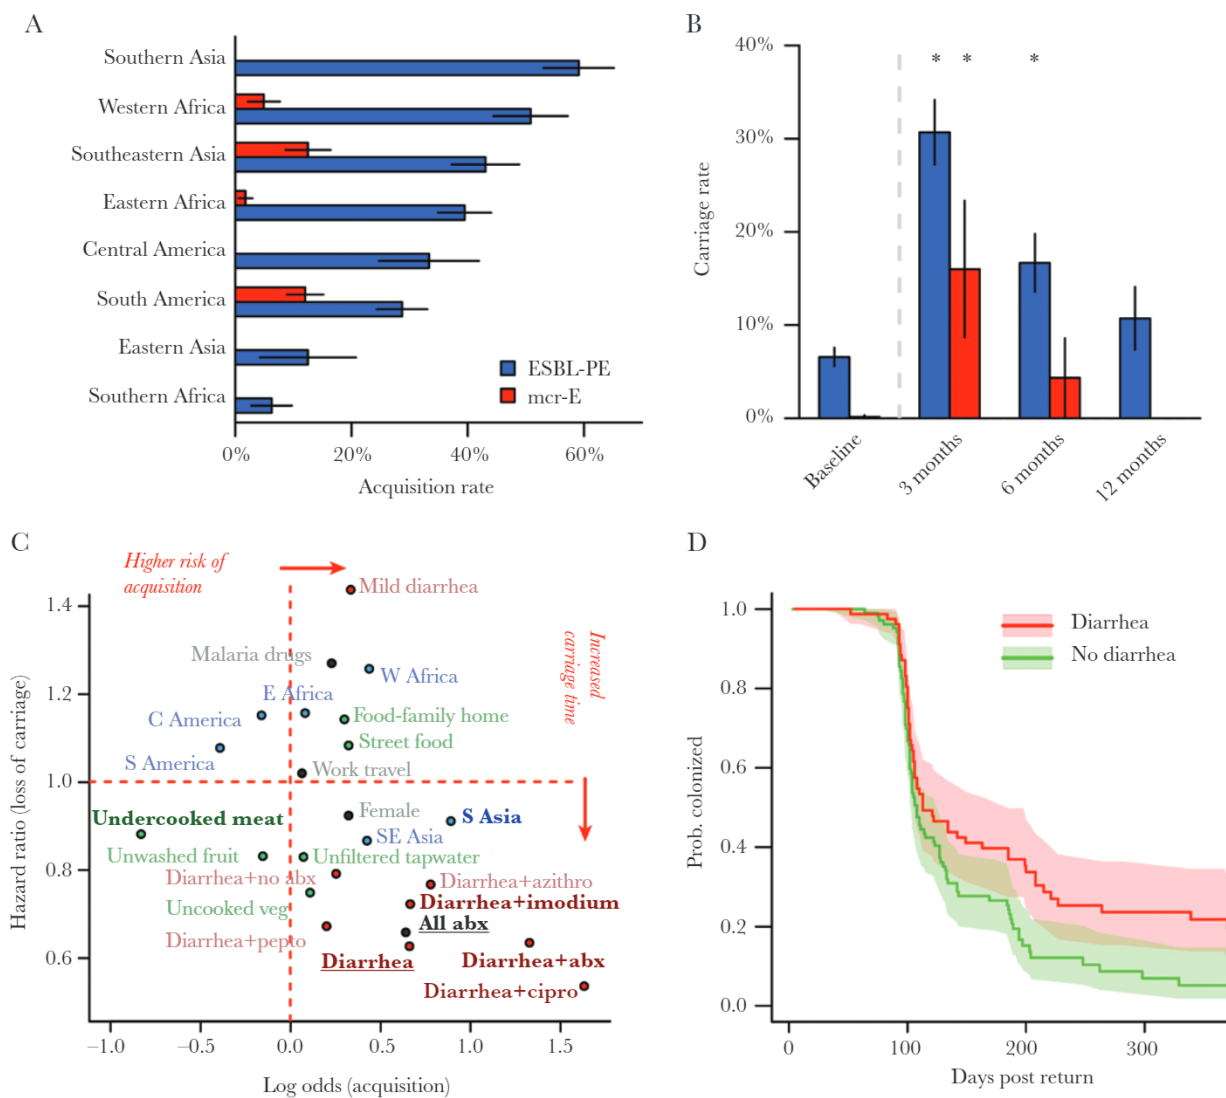 A
Southern Asia
Western Africa
Southeastern Asia
Eastern Africa
Central America
South America
Eastern Asia
Southern Africa
ESBL-PE
mcr-E
0%
20%
40%
60%
Acquisition rate
B
40%
30%
20%
10%
0%
Carriage rate
* * *
Baseline
3 months
6 months
12 months
C
Higher risk of
acquisition
Increased
carriage time
1.4
1.2
1.0
0.8
0.6
Hazard ratio (loss of carriage)
Mild diarrhea
Malaria drugs
W Africa
E Africa
C America
Food-family home
Street food
S America
Work travel
Undercooked meat
Female
S Asia
SE Asia
Unwashed fruit
Unfiltered tapwater
Diarrhea+no abx
Diarrhea+azithro
Uncooked veg
Diarrhea+imodium
All abx
Diarrhea+pepto
Diarrhea
Diarrhea+abx
Diarrhea+cipro
−1.0
−0.5
0.0
0.5
1.0
1.5
Log odds (acquisition)
D
Diarrhea
No diarrhea
1.0
0.8
0.6
0.4
0.2
0.0
Prob. colonized
0
100
200
300
Days post return